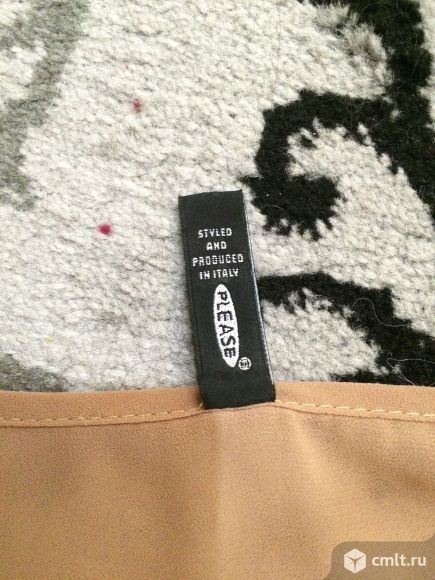 STYLED
AND
PRODUCED
IN ITALY
PLEASE
cmlt.ru